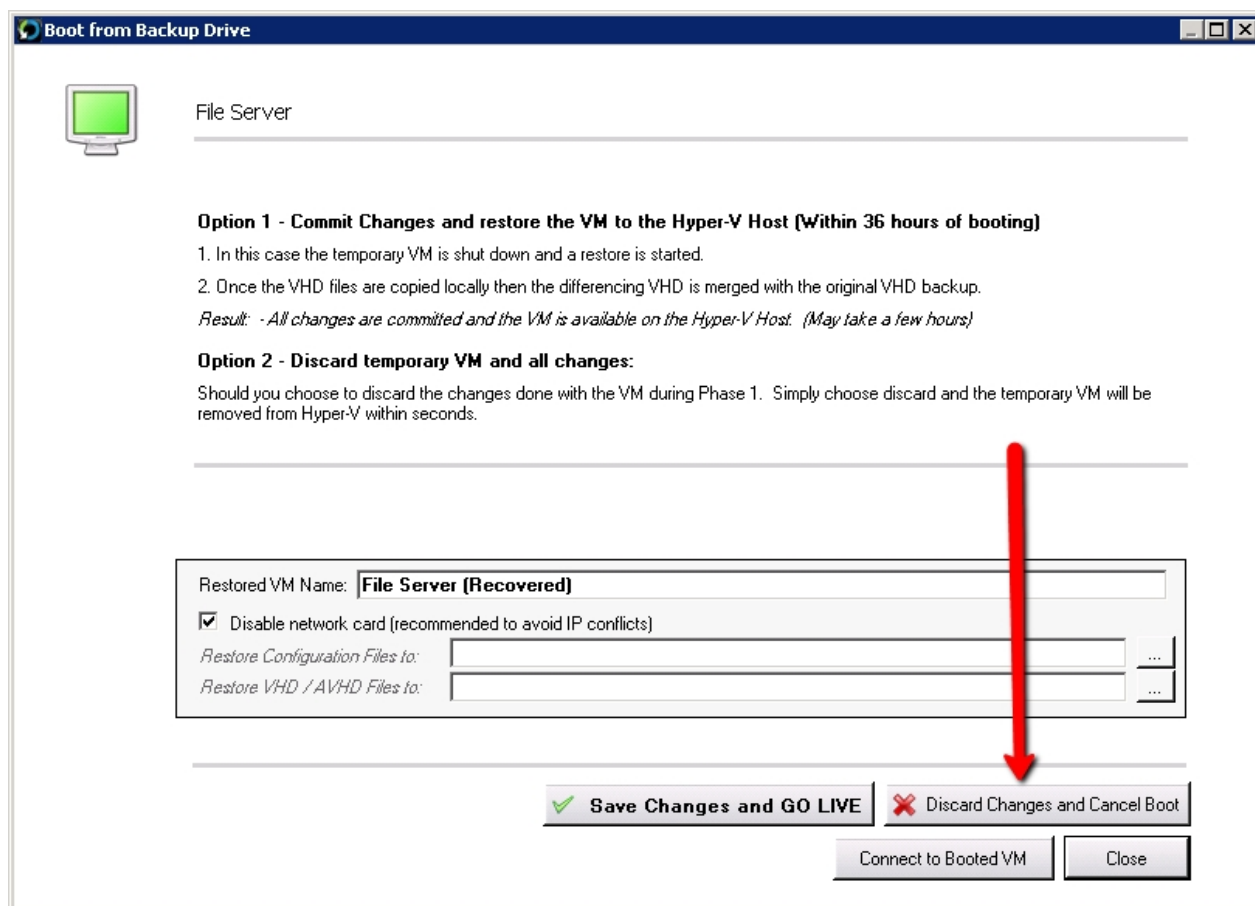 Boot from Backup Drive
File Server
Option 1 - Commit Changes and restore the VM to the Hyper-V Host (Within 36 hours of booting)
1. In this case the temporary VM is shut down and a restore is started.
2. Once the VHD files are copied locally then the differencing VHD is merged with the original VHD backup.
Result: - All changes are committed and the VM is available on the Hyper-V Host. (May take a few hours)
Option 2 - Discard temporary VM and all changes:
Should you choose to discard the changes done with the VM during Phase 1. Simply choose discard and the temporary VM will be
removed from Hyper-V within seconds.
Restored VM Name: File Server (Recovered)
Disable network card (recommended to avoid IP conflicts)
Restore Configuration Files to: ...
Restore VHD / AVHD Files to: ...
Save Changes and GO LIVE Discard Changes and Cancel Boot
Connect to Booted VM Close